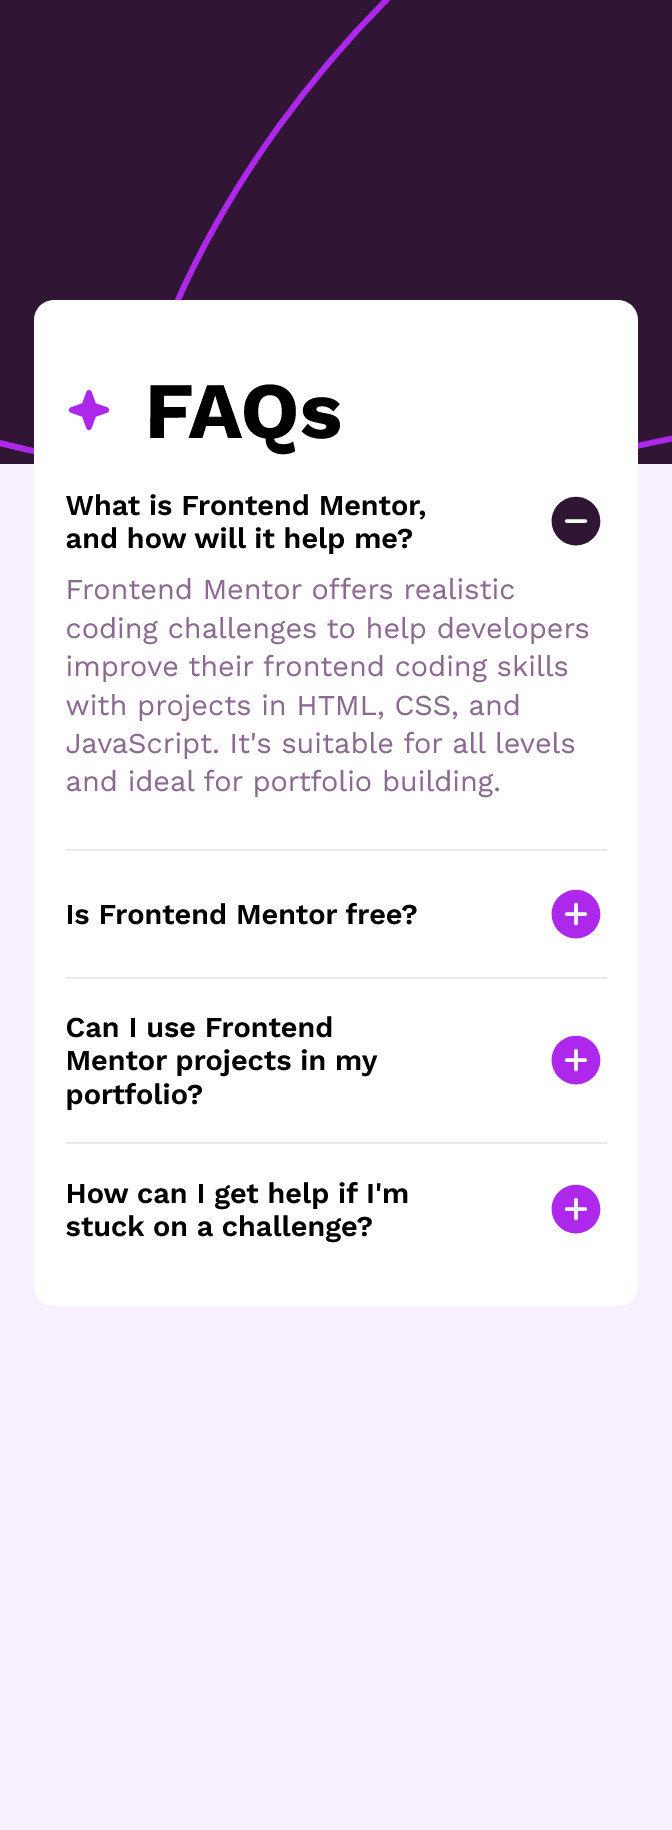 FAQs
What is Frontend Mentor,
and how will it help me?
Frontend Mentor offers realistic
coding challenges to help developers
improve their frontend coding skills
with projects in HTML, CSS, and
JavaScript. It's suitable for all levels
and ideal for portfolio building.
Is Frontend Mentor free?
Can I use Frontend
Mentor projects in my
portfolio?
How can I get help if I'm
stuck on a challenge?